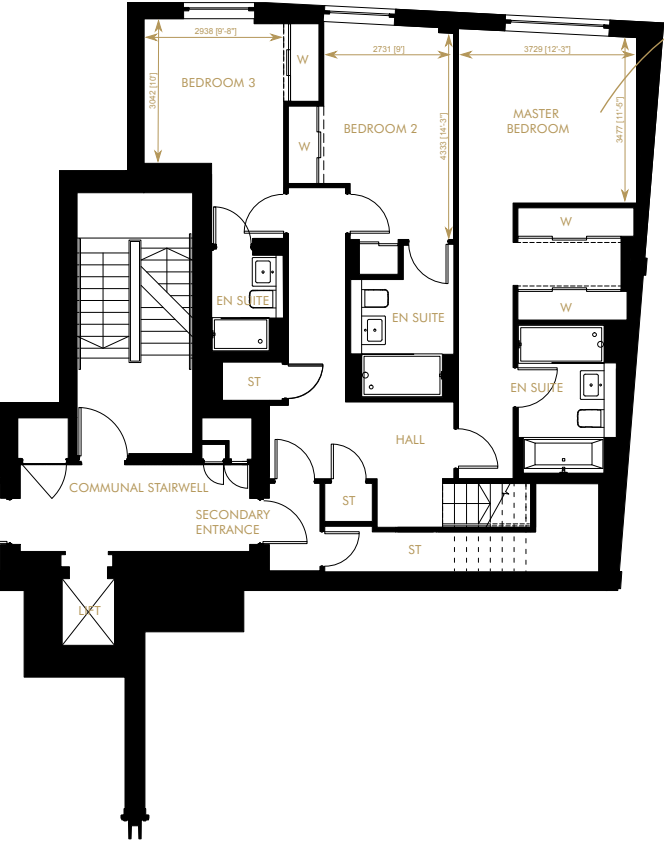 2938 [9'-8"]
2731 [9']
3729 [12'-3"]
W
BEDROOM 3
3042 [10']
MASTER
BEDROOM
BEDROOM 2
4333 [14'-3"]
3477 [11'-5"]
W
W
EN SUITE
EN SUITE
W
ST
EN SUITE
HALL
COMMUNAL STAIRWELL
ST
SECONDARY
ENTRANCE
ST
LIFT